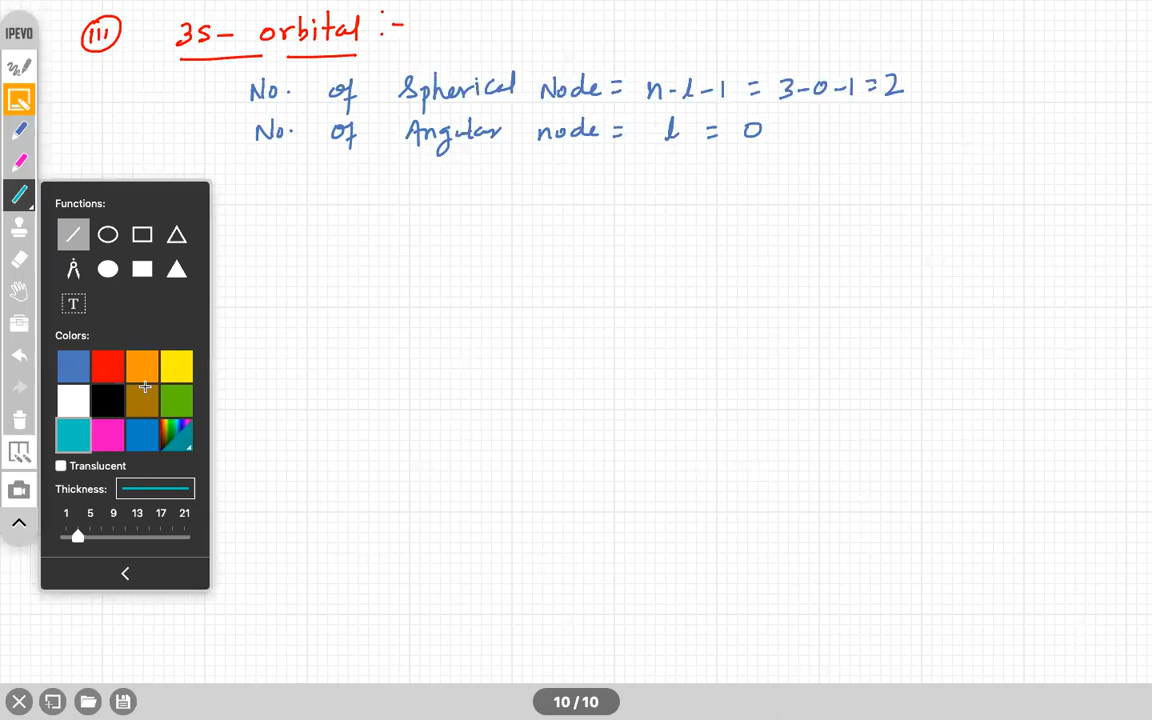 IPEVO
(III) 3s- orbital :-
No. of Spherical Node = n-l-1 = 3-0-1=2
No. of Angular node = l = 0
Functions:
T
Colors:
Translucent
Thickness:
1 5 9 13 17 21
10 / 10